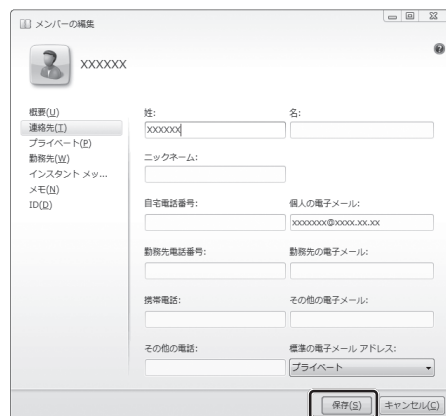 メンバーの編集
XXXXXX
概要(U)
連絡先(T)
プライベート(P)
勤務先(W)
インスタント メッ...
メモ(N)
ID(D)
姓: 名:
XXXXXX
ニックネーム:
自宅電話番号: 個人の電子メール:
xxxxxxx@xxxx.xx.xx
勤務先電話番号: 勤務先の電子メール:
携帯電話: その他の電子メール:
その他の電話: 標準の電子メール アドレス:
プライベート
保存(S) キャンセル(C)